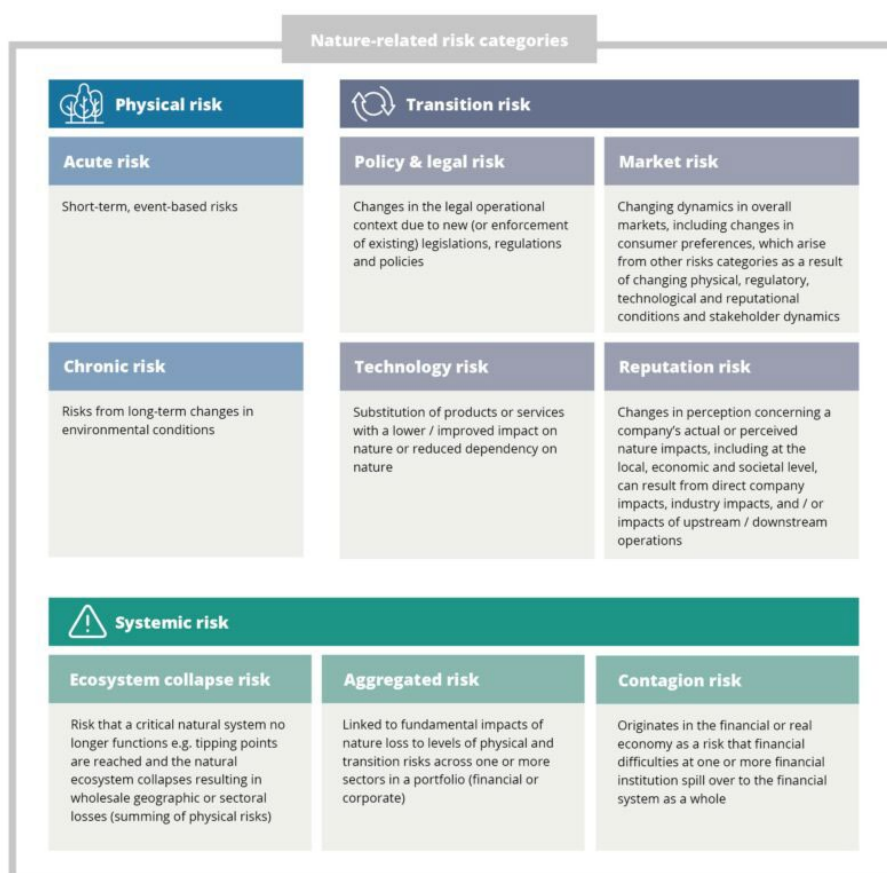 Nature-related risk categories
Physical risk
Acute risk
Short-term, event-based risks
Chronic risk
Risks from long-term changes in
environmental conditions
Transition risk
Policy & legal risk
Changes in the legal operational
context due to new (or enforcement
of existing) legislations, regulations
and policies
Market risk
Changing dynamics in overall
markets, including changes in
consumer preferences, which arise
from other risks categories as a result
of changing physical, regulatory,
technological and reputational
conditions and stakeholder dynamics
Technology risk
Substitution of products or services
with a lower / improved impact on
nature or reduced dependency on
nature
Reputation risk
Changes in perception concerning a
company's actual or perceived
nature impacts, including at the
local, economic and societal level,
can result from direct company
impacts, industry impacts, and / or
impacts of upstream / downstream
operations
Systemic risk
Ecosystem collapse risk
Risk that a critical natural system no
longer functions e.g. tipping points
are reached and the natural
ecosystem collapses resulting in
wholesale geographic or sectoral
losses (summing of physical risks)
Aggregated risk
Linked to fundamental impacts of
nature loss to levels of physical and
transition risks across one or more
sectors in a portfolio (financial or
corporate)
Contagion risk
Originates in the financial or real
economy as a risk that financial
difficulties at one or more financial
institution spill over to the financial
system as a whole